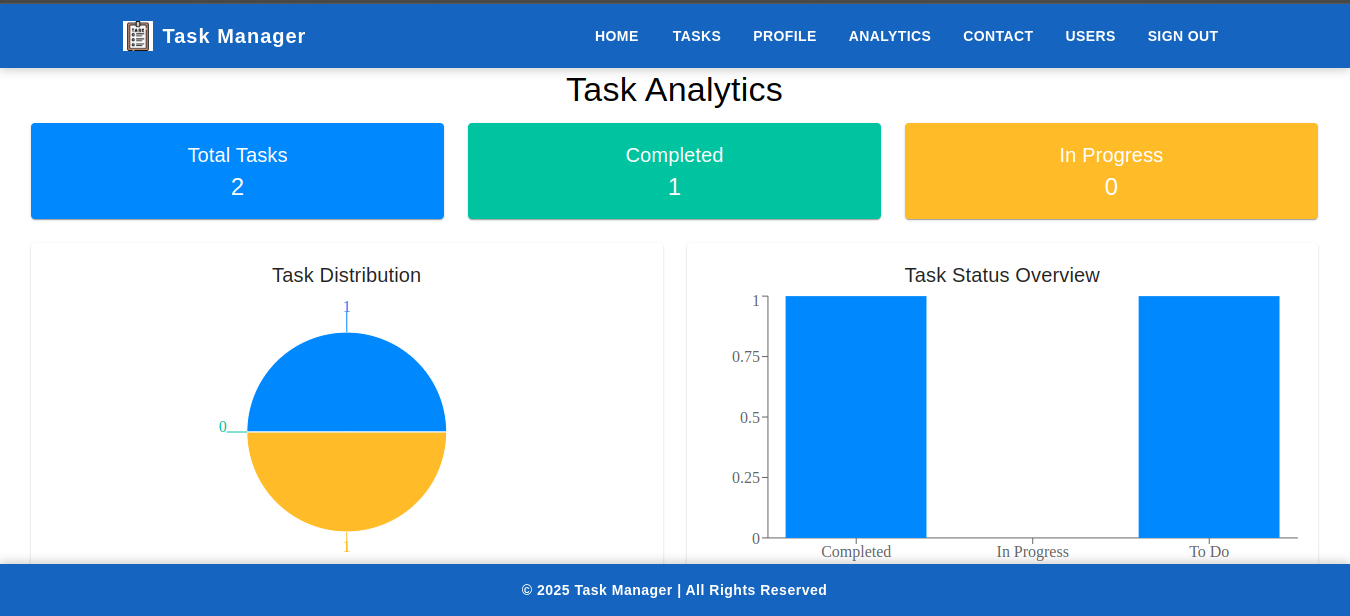 TASK
Task Manager
HOME TASKS PROFILE ANALYTICS CONTACT USERS SIGN OUT
Task Analytics
Total Tasks
2
Completed
1
In Progress
0
Task Distribution
1
0
1
Task Status Overview
1
0.75
0.5
0.25
0
Completed In Progress To Do
© 2025 Task Manager | All Rights Reserved